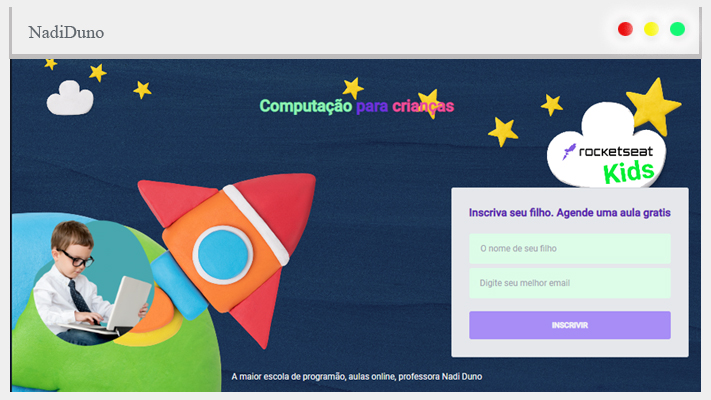 NadiDuno
Computação para crianças
rocketseat
Kids
Inscriva seu filho. Agende uma aula gratis
O nome de seu filho
Digite seu melhor email
INSCRIVIR
A maior escola de programão, aulas online, professora Nadi Duno